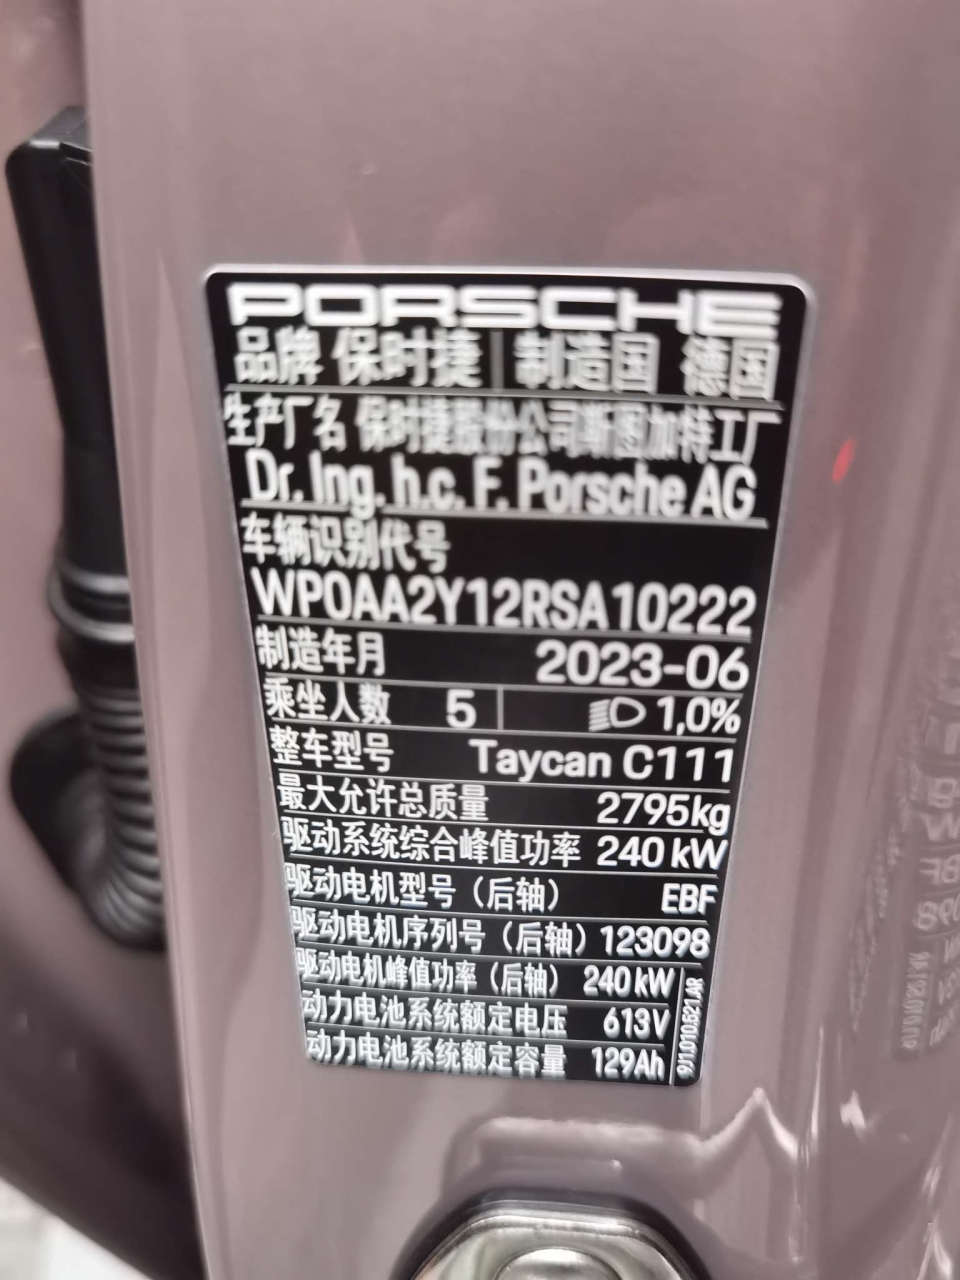 PORSCHE
品牌 保时捷 制造国 德国
生产厂名 保时捷股份公司斯图加特工厂
Dr. Ing. h.c. F. Porsche AG
车辆识别代号
WP0AA2Y12RSA10222
制造年月 2023-06
乘坐人数 5 1,0%
整车型号 Taycan C111
最大允许总质量 2795kg
驱动系统综合峰值功率 240 kW
驱动电机型号（后轴） EBF
驱动电机序列号（后轴）123098
驱动电机峰值功率（后轴） 240kW
动力电池系统额定电压 613V
动力电池系统额定容量 129Ah
9J1.010.621.AR